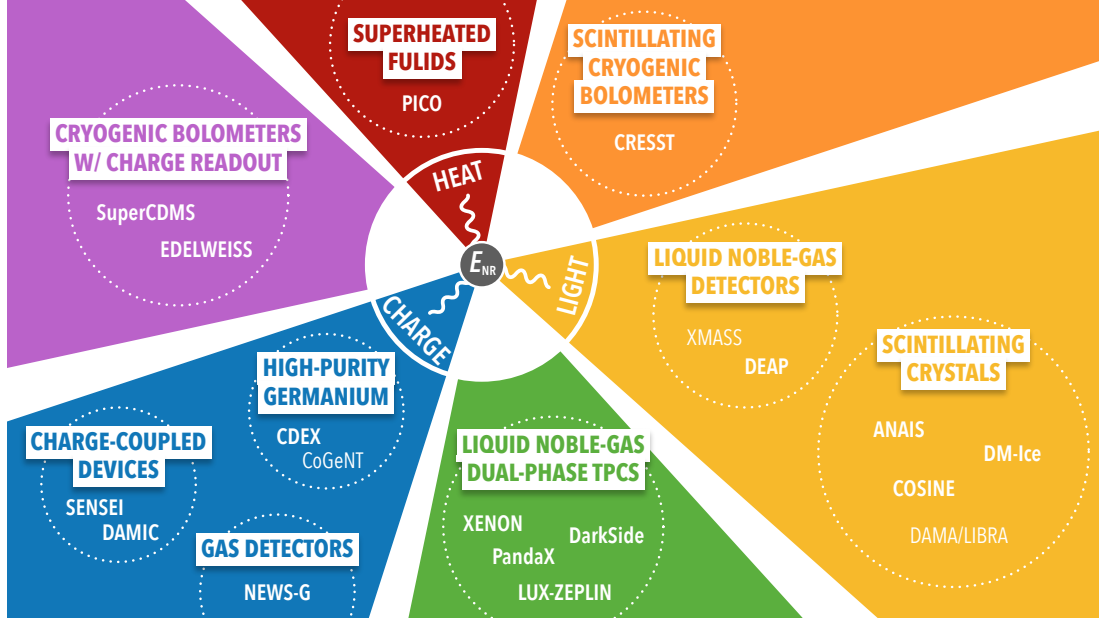 SUPERHEATED
FULIDS
PICO
SCINTILLATING
CRYOGENIC
BOLOMETERS
CRESST
CRYOGENIC BOLOMETERS
W/ CHARGE READOUT
SuperCDMS
EDELWEISS
HEAT
LIGHT
CHARGE
ENR
LIQUID NOBLE-GAS
DETECTORS
XMASS
DEAP
SCINTILLATING
CRYSTALS
ANAIS
DM-Ice
COSINE
DAMA/LIBRA
HIGH-PURITY
GERMANIUM
CDEX
CoGeNT
CHARGE-COUPLED
DEVICES
SENSEI
DAMIC
GAS DETECTORS
NEWS-G
LIQUID NOBLE-GAS
DUAL-PHASE TPCS
XENON
DarkSide
PandaX
LUX-ZEPLIN